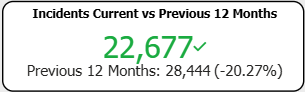 Incidents Current vs Previous 12 Months
22,677✓
Previous 12 Months: 28,444 (-20.27%)